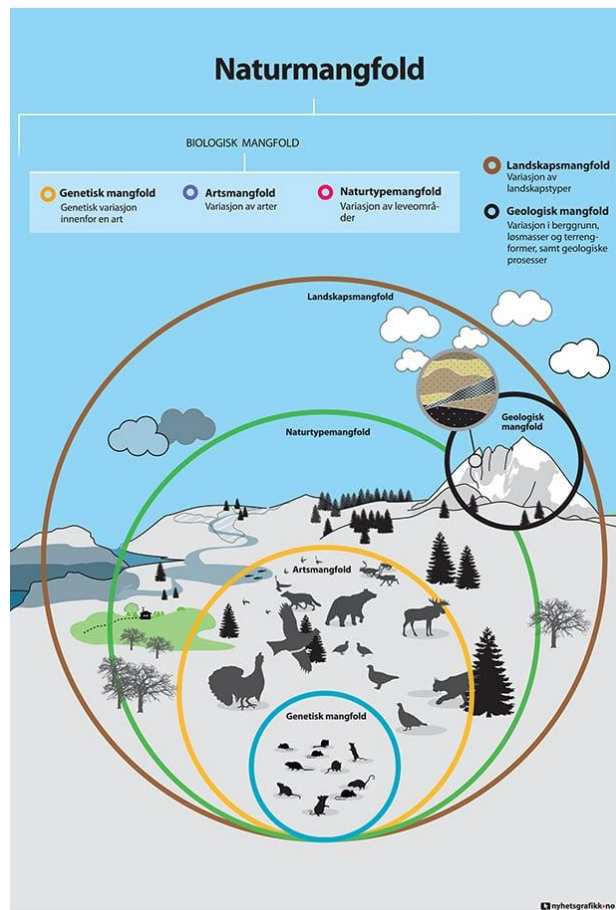 Naturmangfold
BIOLOGISK MANGFOLD
Genetisk mangfold
Genetisk variasjon
innenfor en art
Artsmangfold
Variasjon av arter
Naturtypemangfold
Variasjon av leveområ-
der
Landskapsmangfold
Variasjon av
landskapstyper
Geologisk mangfold
Variasjon i berggrunn,
løsmasser og terreng-
former, samt geologiske
prosesser
Landskapsmangfold
Geologisk
mangfold
Naturtypemangfold
Artsmangfold
Genetisk mangfold
nyhetsgrafikk•no